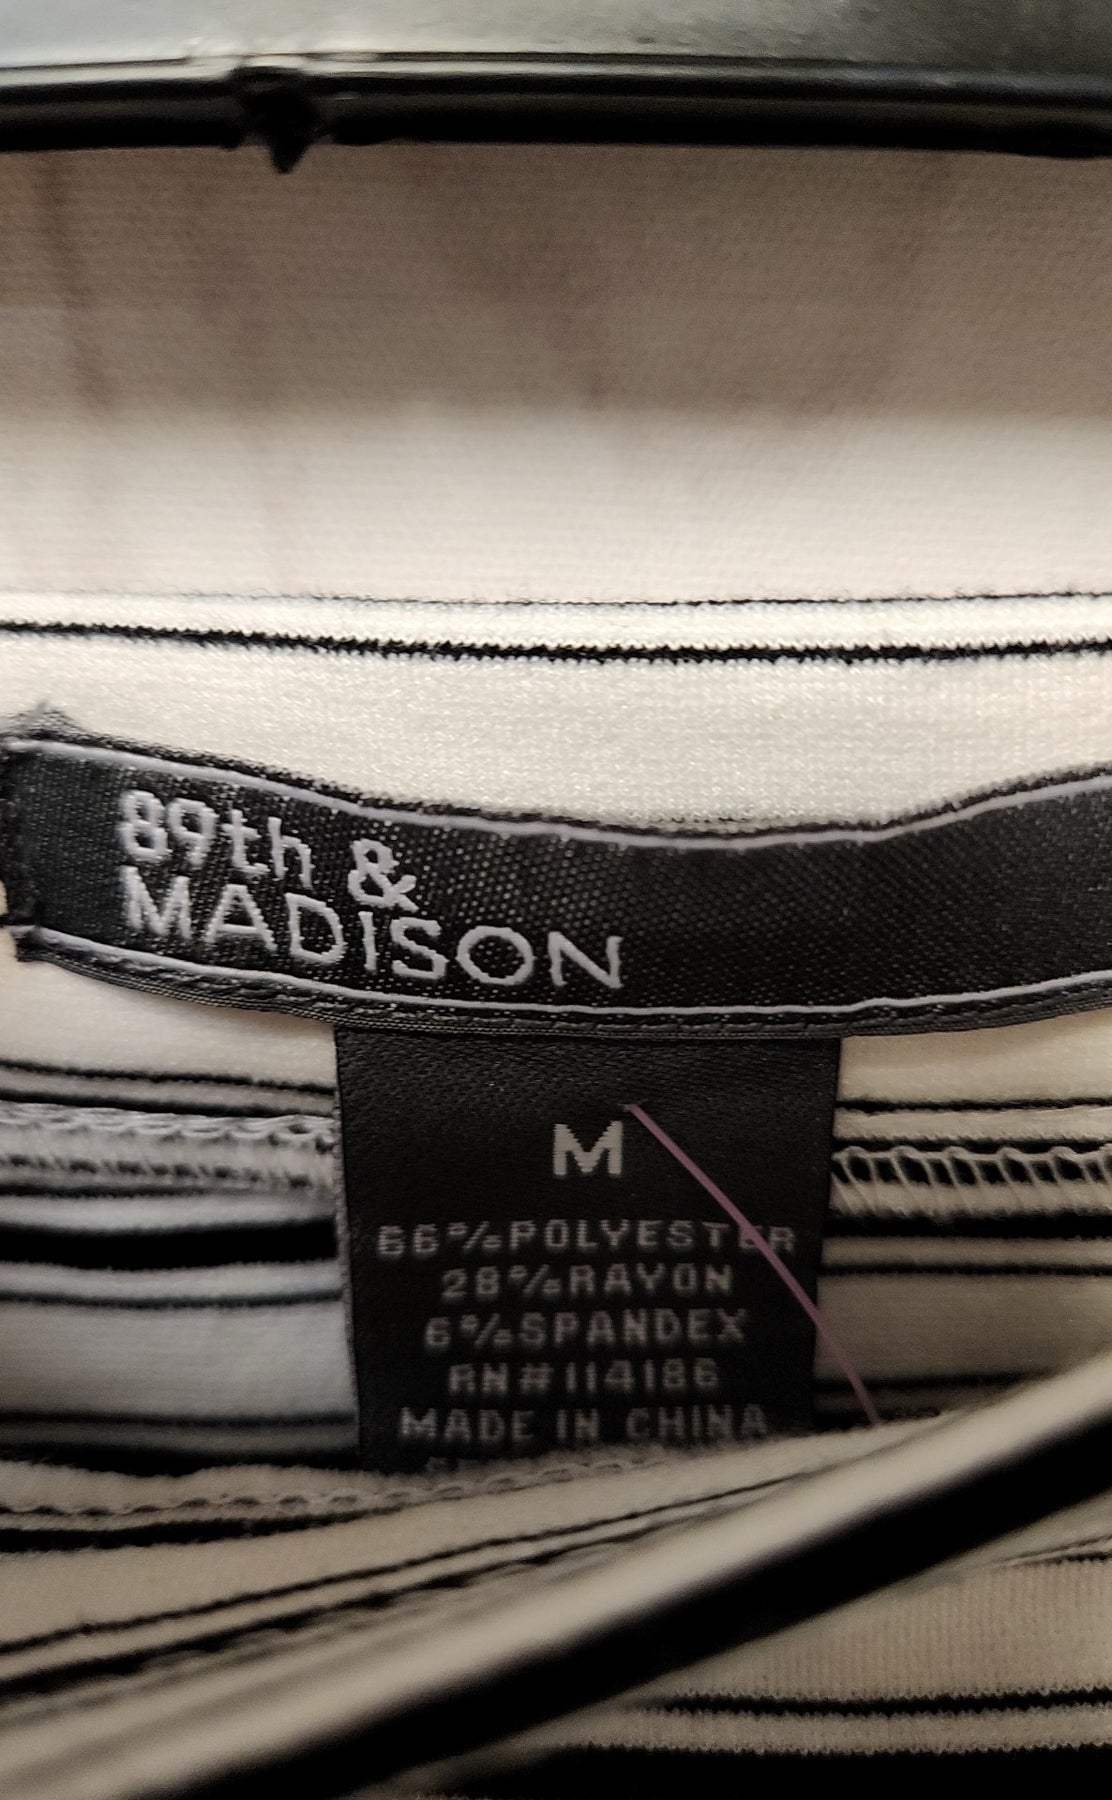 89th &
MADISON
M
66%POLYESTER
28%RAYON
6%SPANDEX
RN#114186
MADE IN CHINA